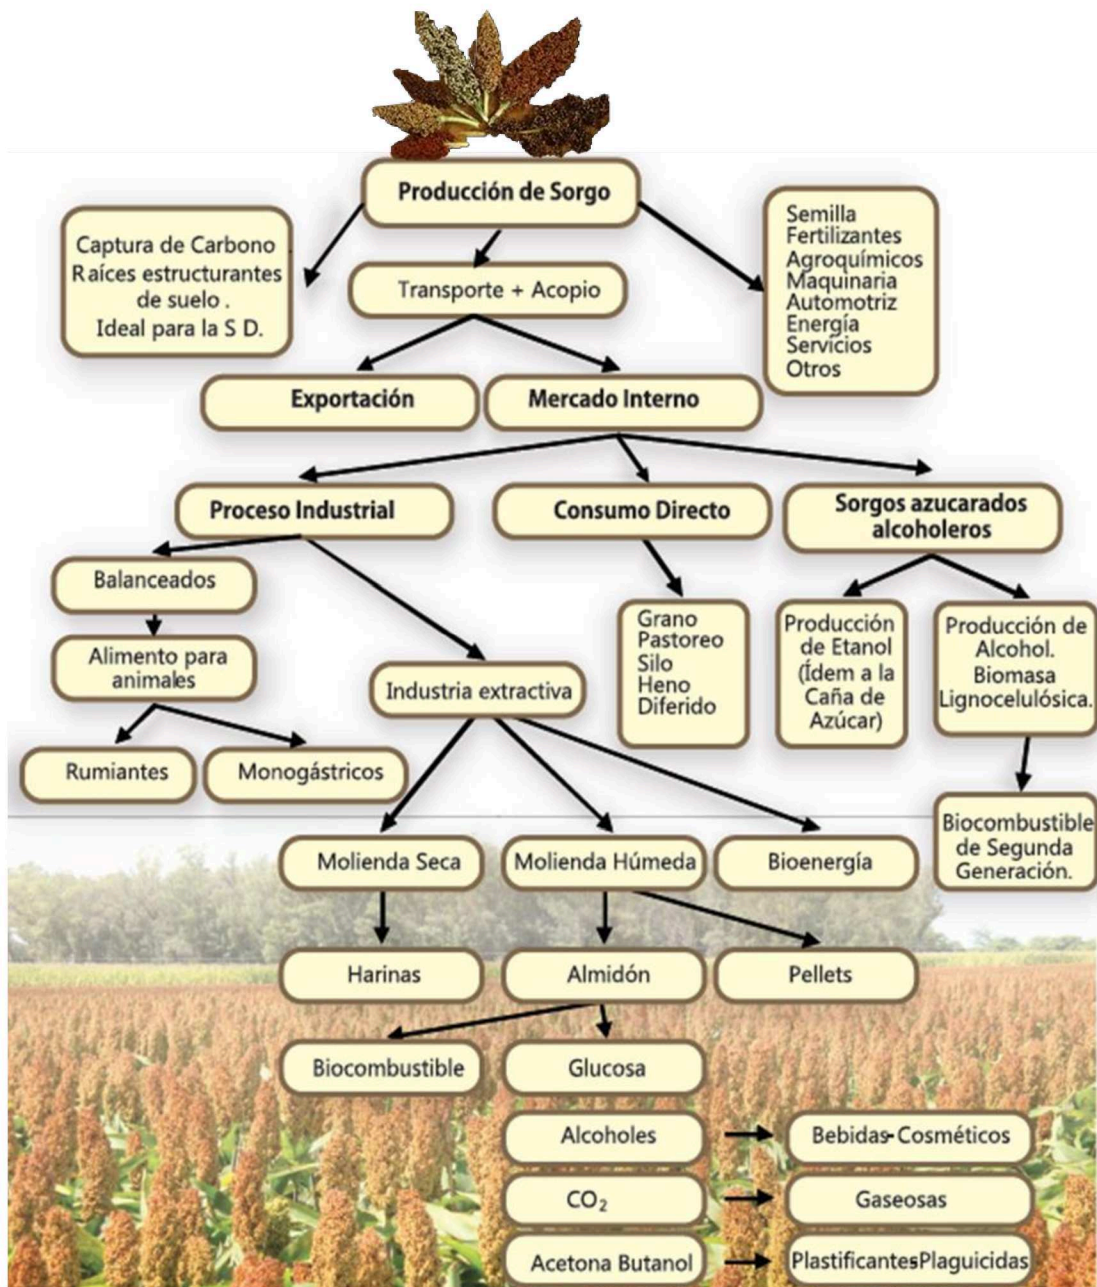 Producción de Sorgo
Captura de Carbono .
Raíces estructurantes
de suelo .
Ideal para la S D.
Transporte + Acopio
Semilla
Fertilizantes
Agroquímicos
Maquinaria
Automotriz
Energía
Servicios
Otros
Exportación
Mercado Interno
Proceso Industrial
Consumo Directo
Sorgos azucarados
alcoholeros
Balanceados
Alimento para
animales
Rumiantes
Monogástricos
Industria extractiva
Grano
Pastoreo
Silo
Heno
Diferido
Producción
de Etanol
(Ídem a la
Caña de
Azúcar)
Producción de
Alcohol.
Biomasa
Lignocelulósica.
Biocombustible
de Segunda
Generación.
Molienda Seca
Molienda Húmeda
Bioenergía
Harinas
Almidón
Pellets
Biocombustible
Glucosa
Alcoholes
Bebidas-Cosméticos
CO₂
Gaseosas
Acetona Butanol
Plastificantes-Plaguicidas